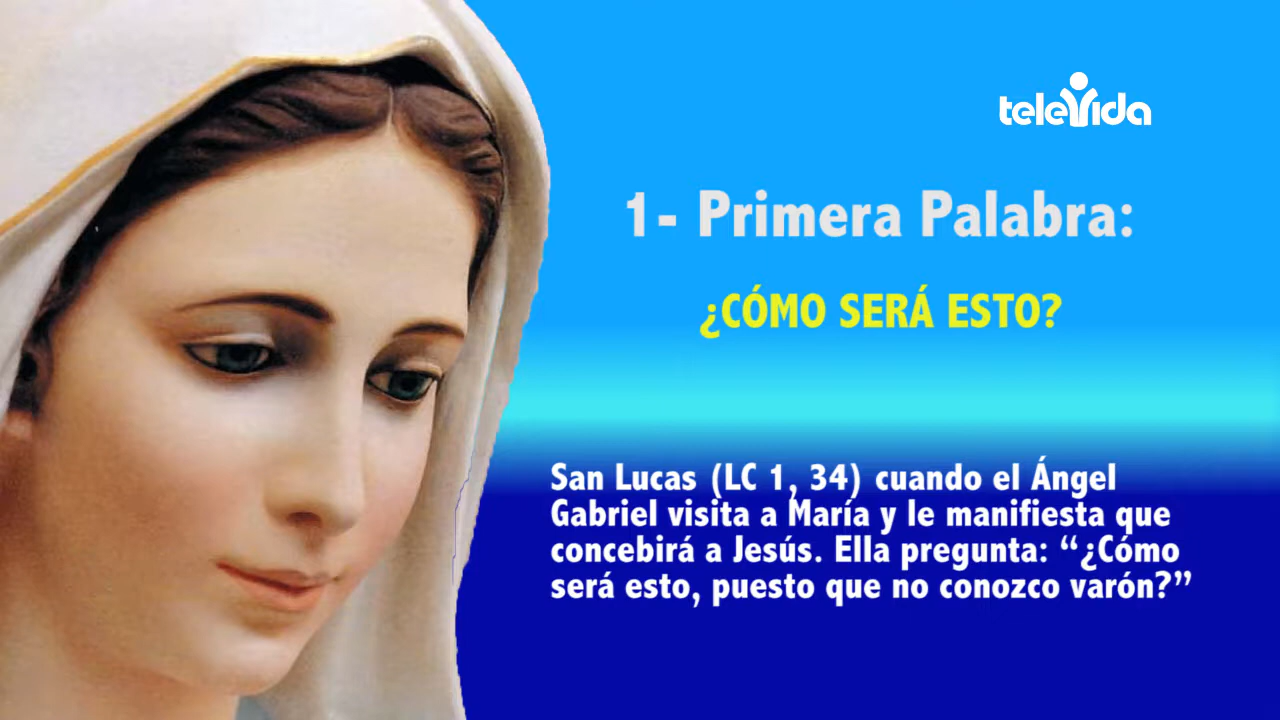 teleVida
1- Primera Palabra:
¿CÓMO SERÁ ESTO?
San Lucas (LC 1, 34) cuando el Ángel
Gabriel visita a María y le manifiesta que
concebirá a Jesús. Ella pregunta: “¿Cómo
será esto, puesto que no conozco varón?”